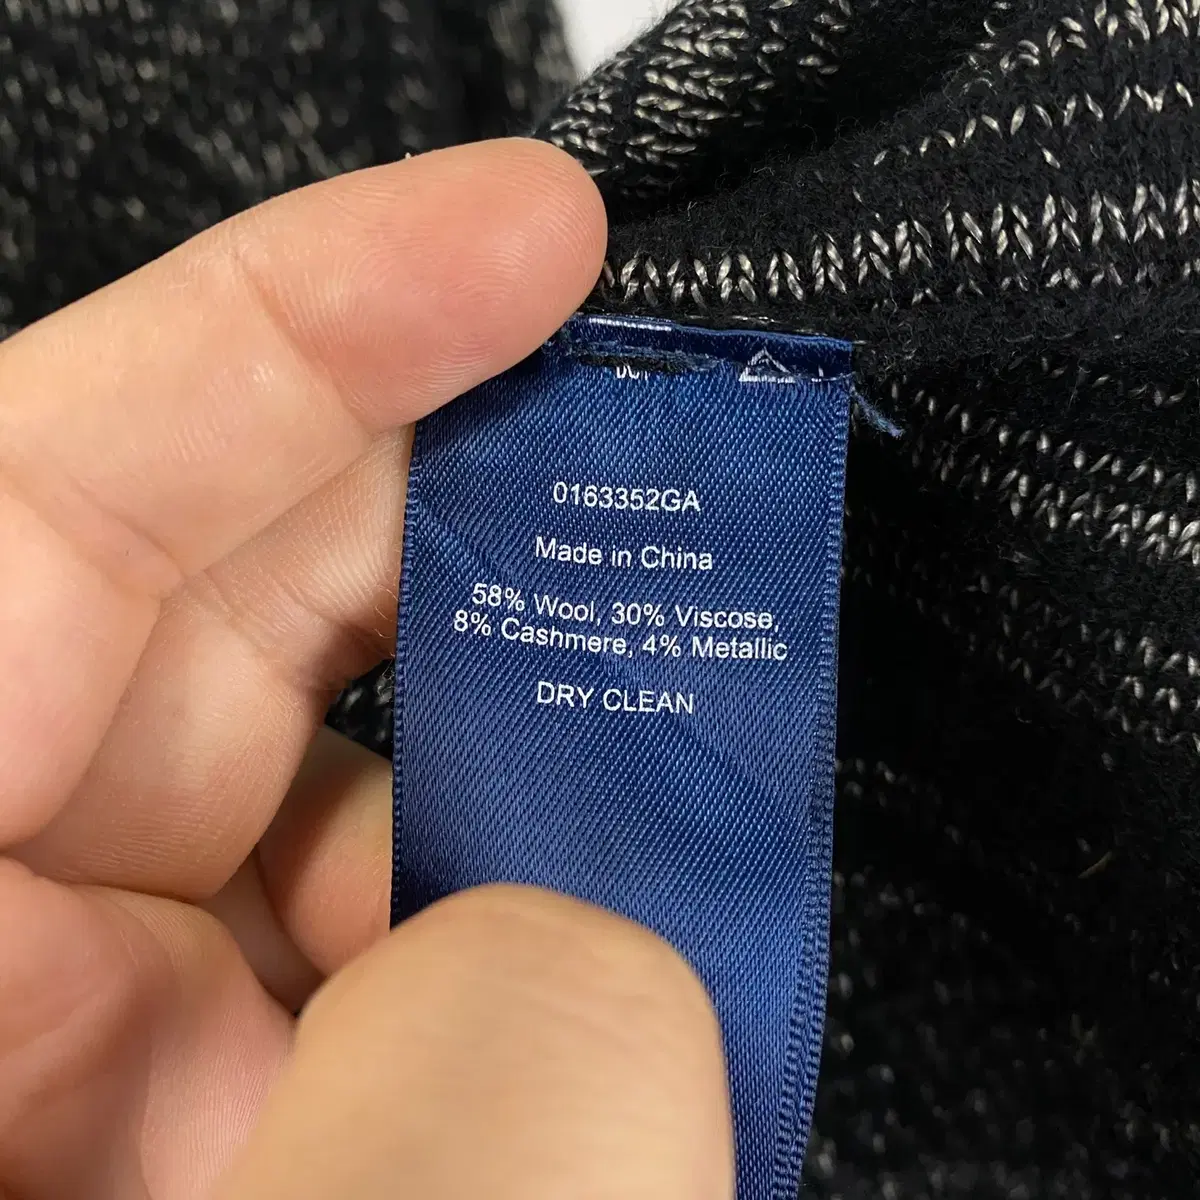 0163352GA
Made in China
58% Wool, 30% Viscose,
8% Cashmere, 4% Metallic
DRY CLEAN